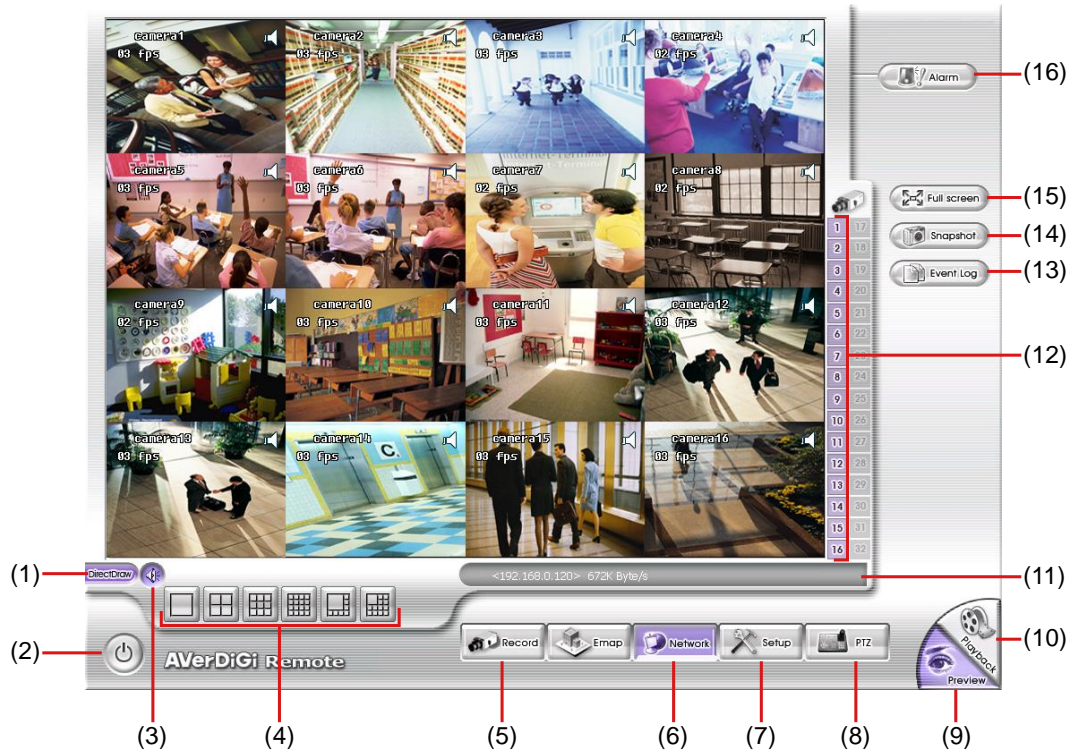 camera1
03 fps
camera2
03 fps
camera3
03 fps
camera4
02 fps
Alarm
(16)
camera5
03 fps
camera6
03 fps
camera7
02 fps
camera8
02 fps
Full screen
(15)
Snapshot
(14)
Event Log
(13)
1 17
2 18
3 19
4 20
5 21
6 22
7
8 24
9 25
10 26
11 27
12 28
13 29
14 30
15 31
16 32
(12)
camera9
02 fps
camera10
03 fps
camera11
03 fps
camera12
03 fps
camera13
03 fps
camera14
03 fps
camera15
03 fps
camera16
03 fps
(1)
DirectDraw
<192.168.0.120> 672K Byte/s
(11)
(2)
AVerDiGi Remote
Record
Emap
Network
Setup
PTZ
Playback
Preview
(10)
(3)
(4)
(5)
(6)
(7)
(8)
(9)